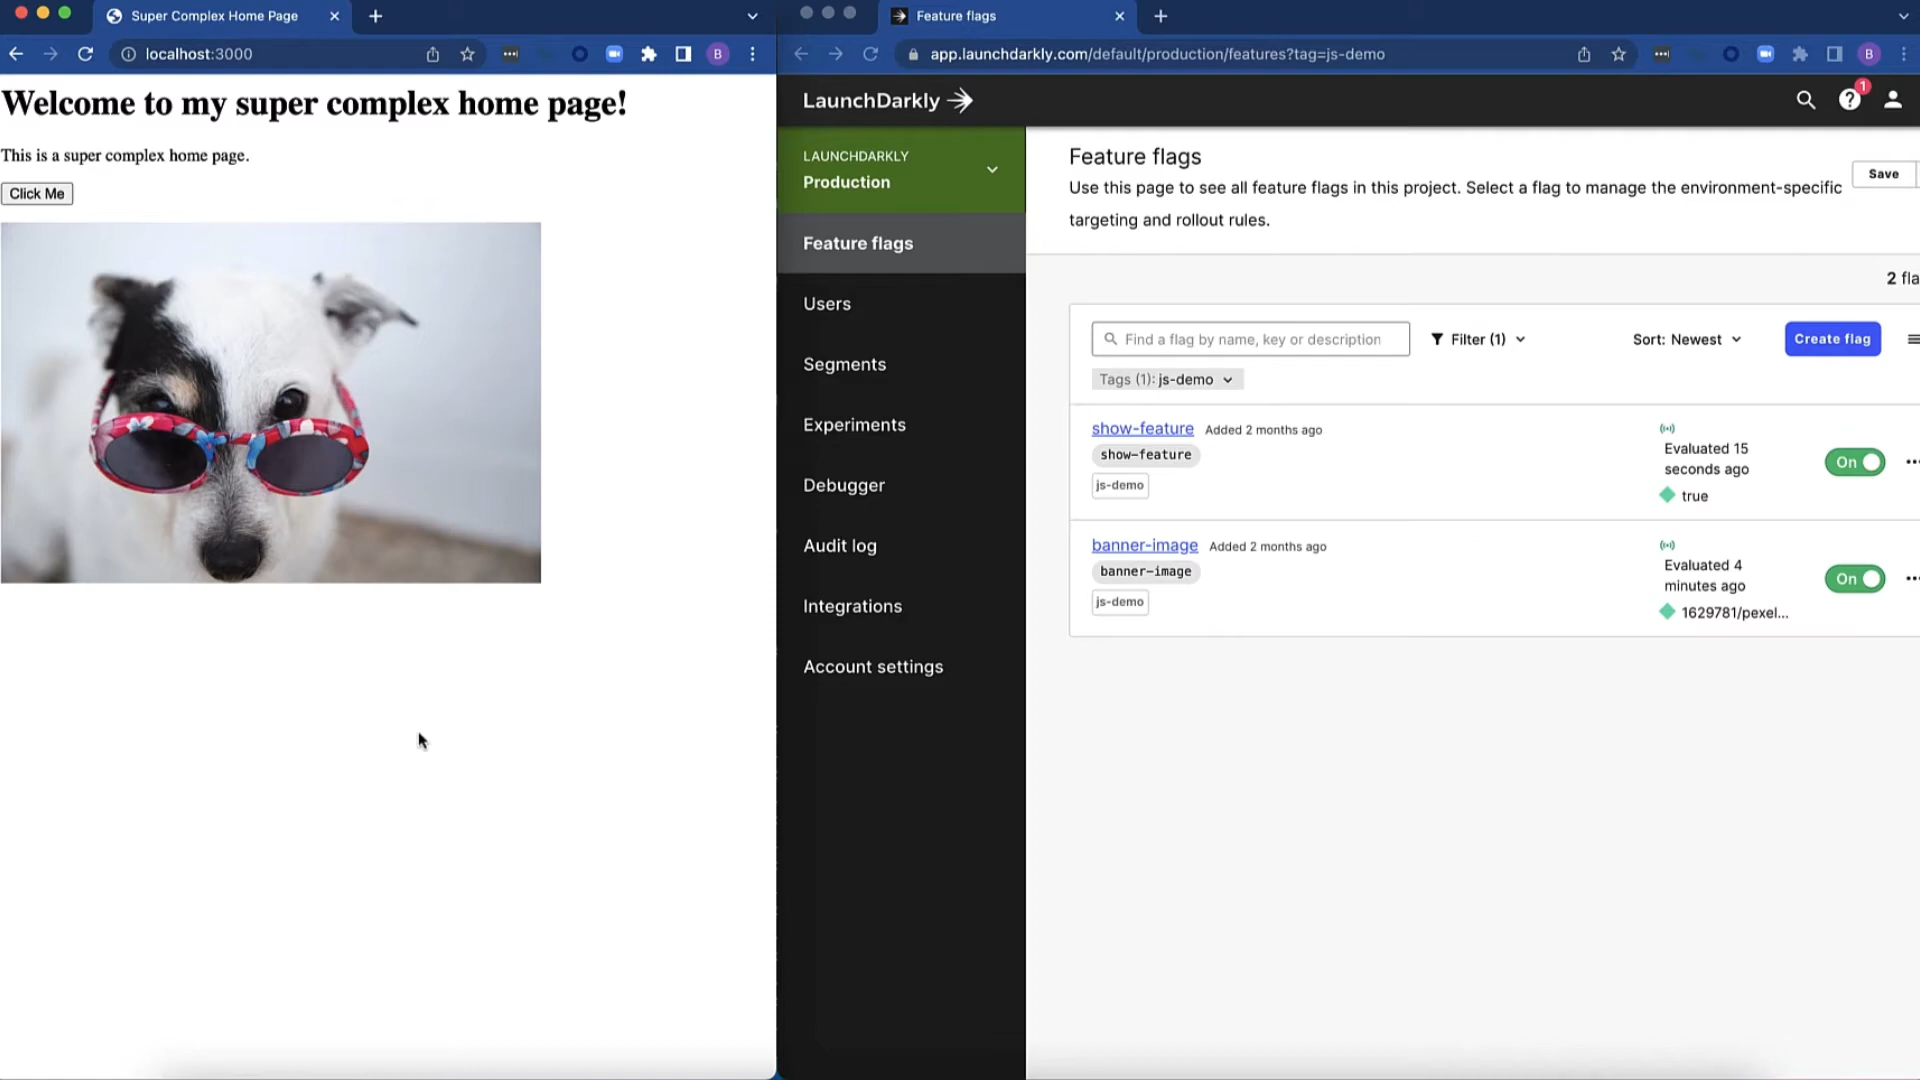 Super Complex Home Page
localhost:3000
B
Welcome to my super complex home page!
This is a super complex home page.
Click Me
Feature flags
app.launchdarkly.com/default/production/features?tag=js-demo
B
LaunchDarkly
1
LAUNCHDARKLY
Production
Feature flags
Users
Segments
Experiments
Debugger
Audit log
Integrations
Account settings
Feature flags
Use this page to see all feature flags in this project. Select a flag to manage the environment-specific
targeting and rollout rules.
Save
2 fla
Find a flag by name, key or description
Filter (1)
Sort: Newest
Create flag
Tags (1): js-demo
show-feature Added 2 months ago
show-feature
js-demo
Evaluated 15
seconds ago
true
On
banner-image Added 2 months ago
banner-image
js-demo
Evaluated 4
minutes ago
1629781/pexel...
On